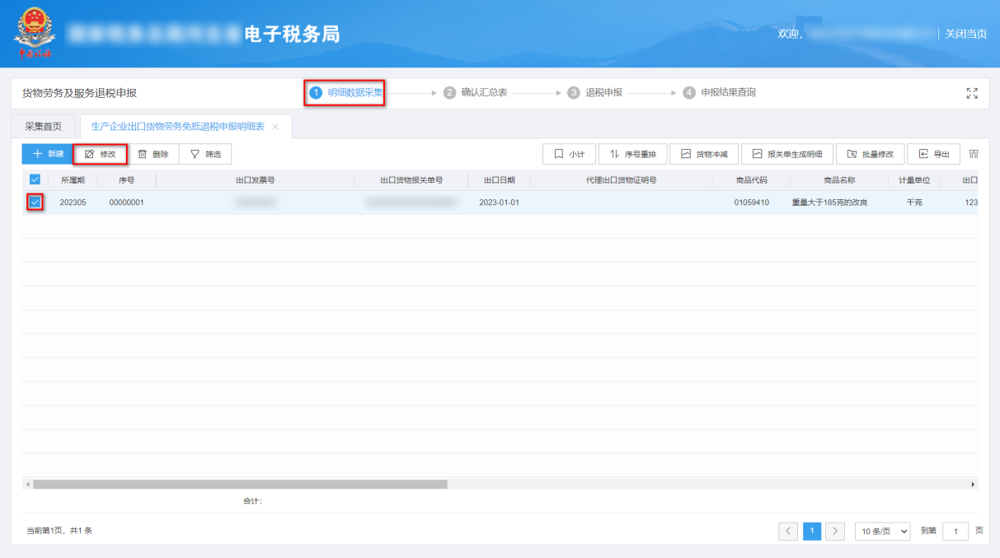 电子税务局
欢迎,
关闭当页
中国税务
货物劳务及服务退税申报
1 明细数据采集
2 确认汇总表
3 退税申报
4 申报结果查询
采集首页
生产企业出口货物劳务免抵退税申报明细表 ×
新建 修改 删除 筛选 小计 序号重排 货物冲减 报关单生成明细 批量修改 导出
所属期 序号 出口发票号 出口货物报关单号 出口日期 代理出口货物证明号 商品代码 商品名称 计量单位 出口
202305 00000001 2023-01-01 01059410 重量大于185克的改良 千克 123
合计:
当前第1页, 共1 条 1 10 条/页 到第 1 页